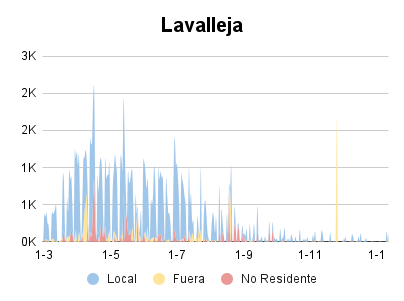 Lavalleja
3K
2K
2K
1K
1K
0K
1-3 1-5 1-7 1-9 1-11 1-1
Local Fuera No Residente